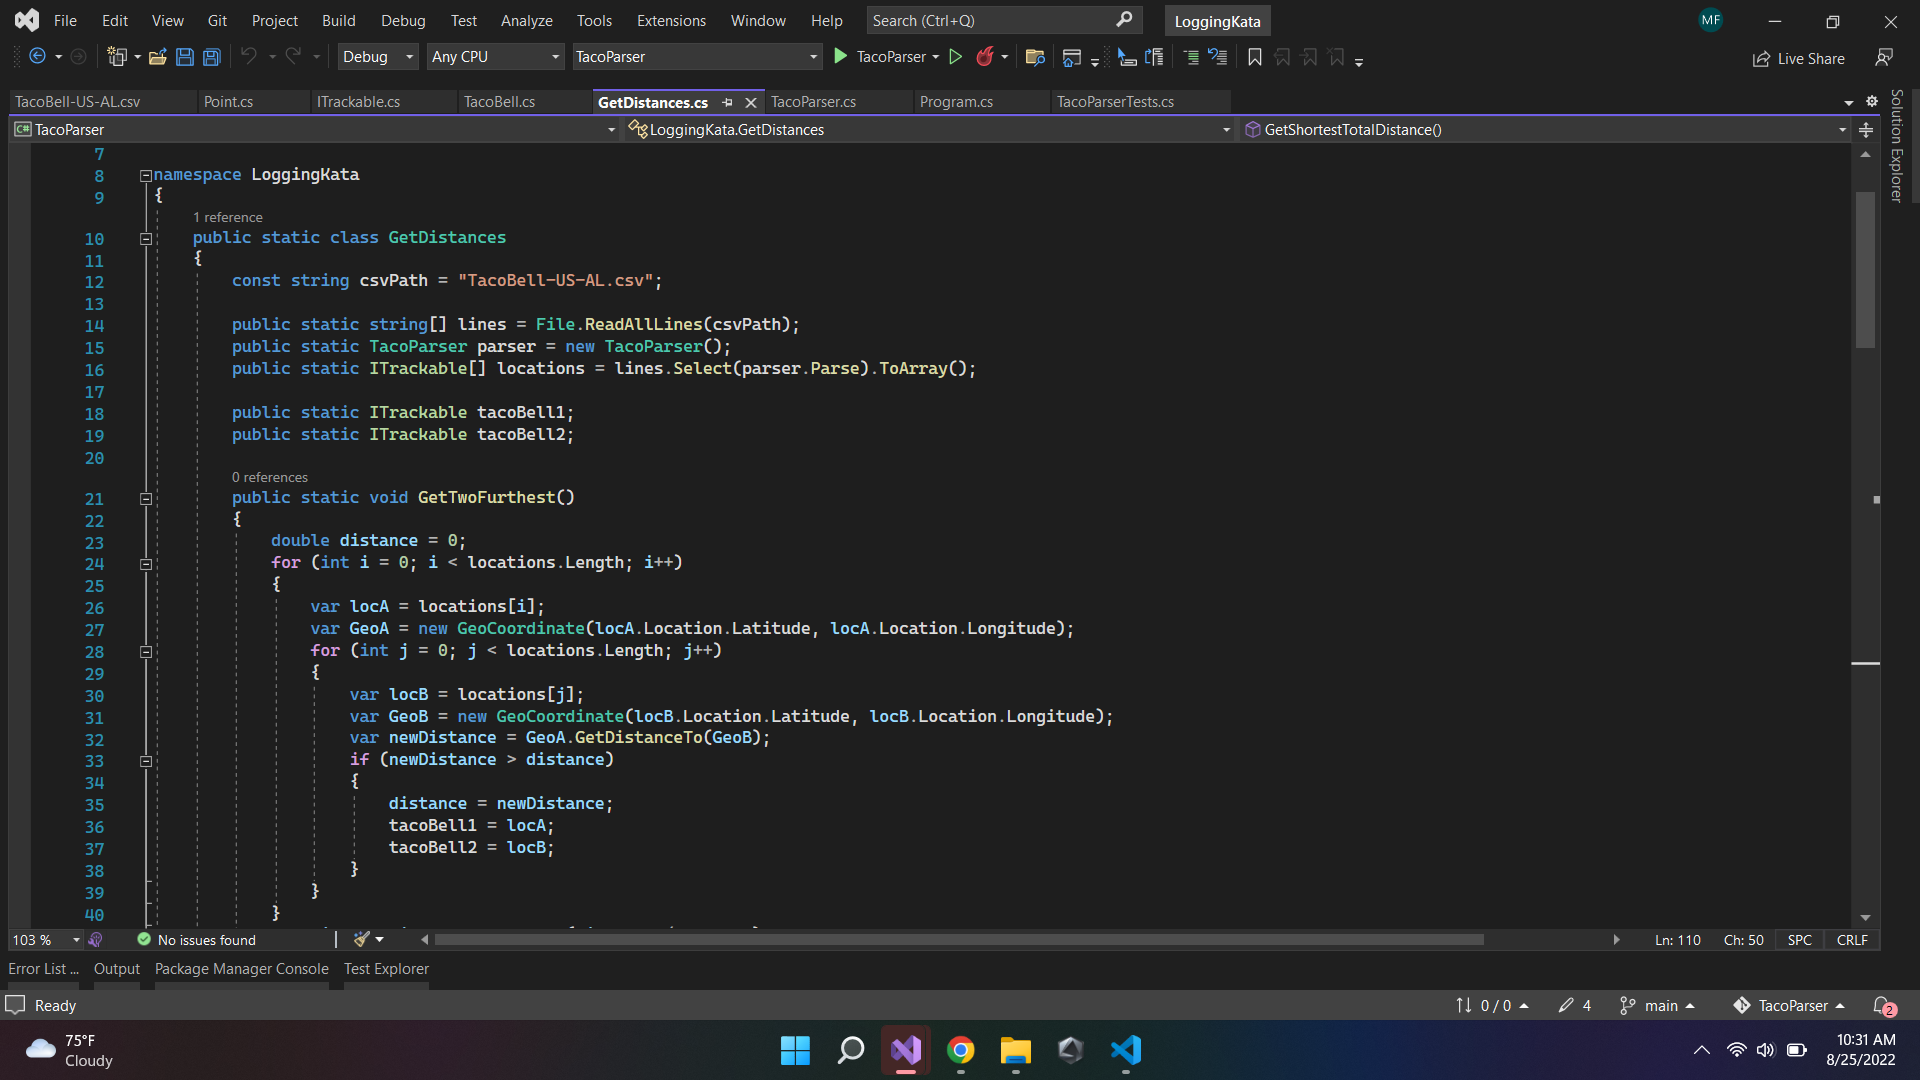 File Edit View Git Project Build Debug Test Analyze Tools Extensions Window Help Search (Ctrl+Q) LoggingKata MF
Debug Any CPU TacoParser TacoParser Live Share
TacoBell-US-AL.csv Point.cs ITrackable.cs TacoBell.cs GetDistances.cs TacoParser.cs Program.cs TacoParserTests.cs
Solution Explorer
C# TacoParser LoggingKata.GetDistances GetShortestTotalDistance()
7
8 namespace LoggingKata
9 {
1 reference
10 public static class GetDistances
11 {
12 const string csvPath = "TacoBell-US-AL.csv";
13
14 public static string[] lines = File.ReadAllLines(csvPath);
15 public static TacoParser parser = new TacoParser();
16 public static ITrackable[] locations = lines.Select(parser.Parse).ToArray();
17
18 public static ITrackable tacoBell1;
19 public static ITrackable tacoBell2;
20
0 references
21 public static void GetTwoFurthest()
22 {
23 double distance = 0;
24 for (int i = 0; i < locations.Length; i++)
25 {
26 var locA = locations[i];
27 var GeoA = new GeoCoordinate(locA.Location.Latitude, locA.Location.Longitude);
28 for (int j = 0; j < locations.Length; j++)
29 {
30 var locB = locations[j];
31 var GeoB = new GeoCoordinate(locB.Location.Latitude, locB.Location.Longitude);
32 var newDistance = GeoA.GetDistanceTo(GeoB);
33 if (newDistance > distance)
34 {
35 distance = newDistance;
36 tacoBell1 = locA;
37 tacoBell2 = locB;
38 }
39 }
40 }
103 % No issues found Ln: 110 Ch: 50 SPC CRLF
Error List ... Output Package Manager Console Test Explorer
Ready 0 / 0 4 main TacoParser 2
75°F
Cloudy
10:31 AM
8/25/2022